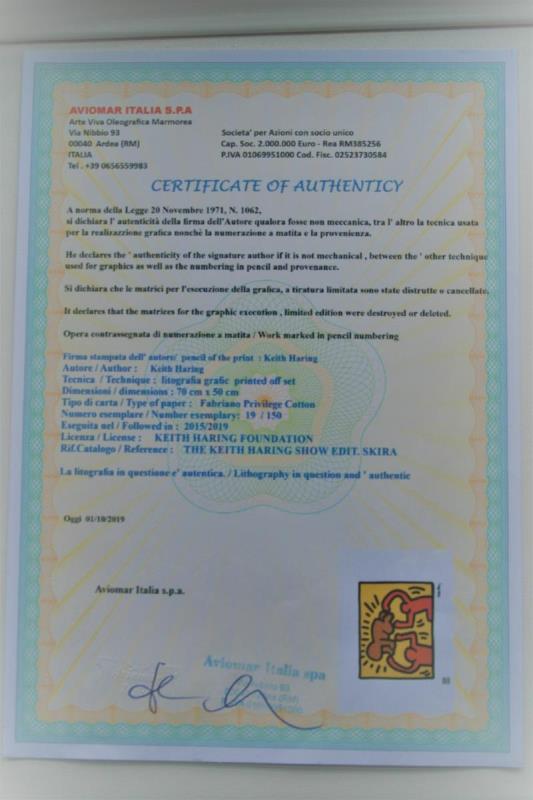 AVIOMAR ITALIA S.P.A
Arte Viva Oleografica Marmorea
Via Nibbio 93
00040 Ardea (RM)
ITALIA
Tel . +39 0656559983
Societa' per Azioni con socio unico
Cap. Soc. 2.000.000 Euro - Rea RM385256
P.IVA 01069951000 Cod. Fisc. 02523730584
CERTIFICATE OF AUTHENTICY
A norma della Legge 20 Novembre 1971, N. 1062,
si dichiara l' autenticità della firma dell'Autore qualora fosse non meccanica, tra l' altro la tecnica usata
per la realizzzione grafica nonchè la numerazione a matita e la provenienza.
He declares the ' authenticity of the signature author if it is not mechanical , between the ' other technique
used for graphics as well as the numbering in pencil and provenance.
Si dichiara che le matrici per l'esecuzione della grafica, a tiratura limitata sono state distrutte o cancellate.
It declares that the matrices for the graphic execution , limited edition were destroyed or deleted.
Opera contrassegnata di numerazione a matita / Work marked in pencil numbering
Firma stampata dell' autore/ pencil of the print : Keith Haring
Autore / Author : Keith Haring
Tecnica / Technique : litografia grafic printed off set
Dimensioni / dimensions : 70 cm x 50 cm
Tipo di carta / Type of paper : Fabriano Privilege Cotton
Numero esemplare / Number exemplary: 19 / 150
Eseguita nel / Followed in : 2015/2019
Licenza / License : KEITH HARING FOUNDATION
Rif.Catalogo / Reference : THE KEITH HARING SHOW EDIT. SKIRA
La litografia in questione e' autentica. / Lithography in question and ' authentic
Oggi 01/10/2019
Aviomar Italia s.p.a.
Aviomar Italia spa
93
(RM)